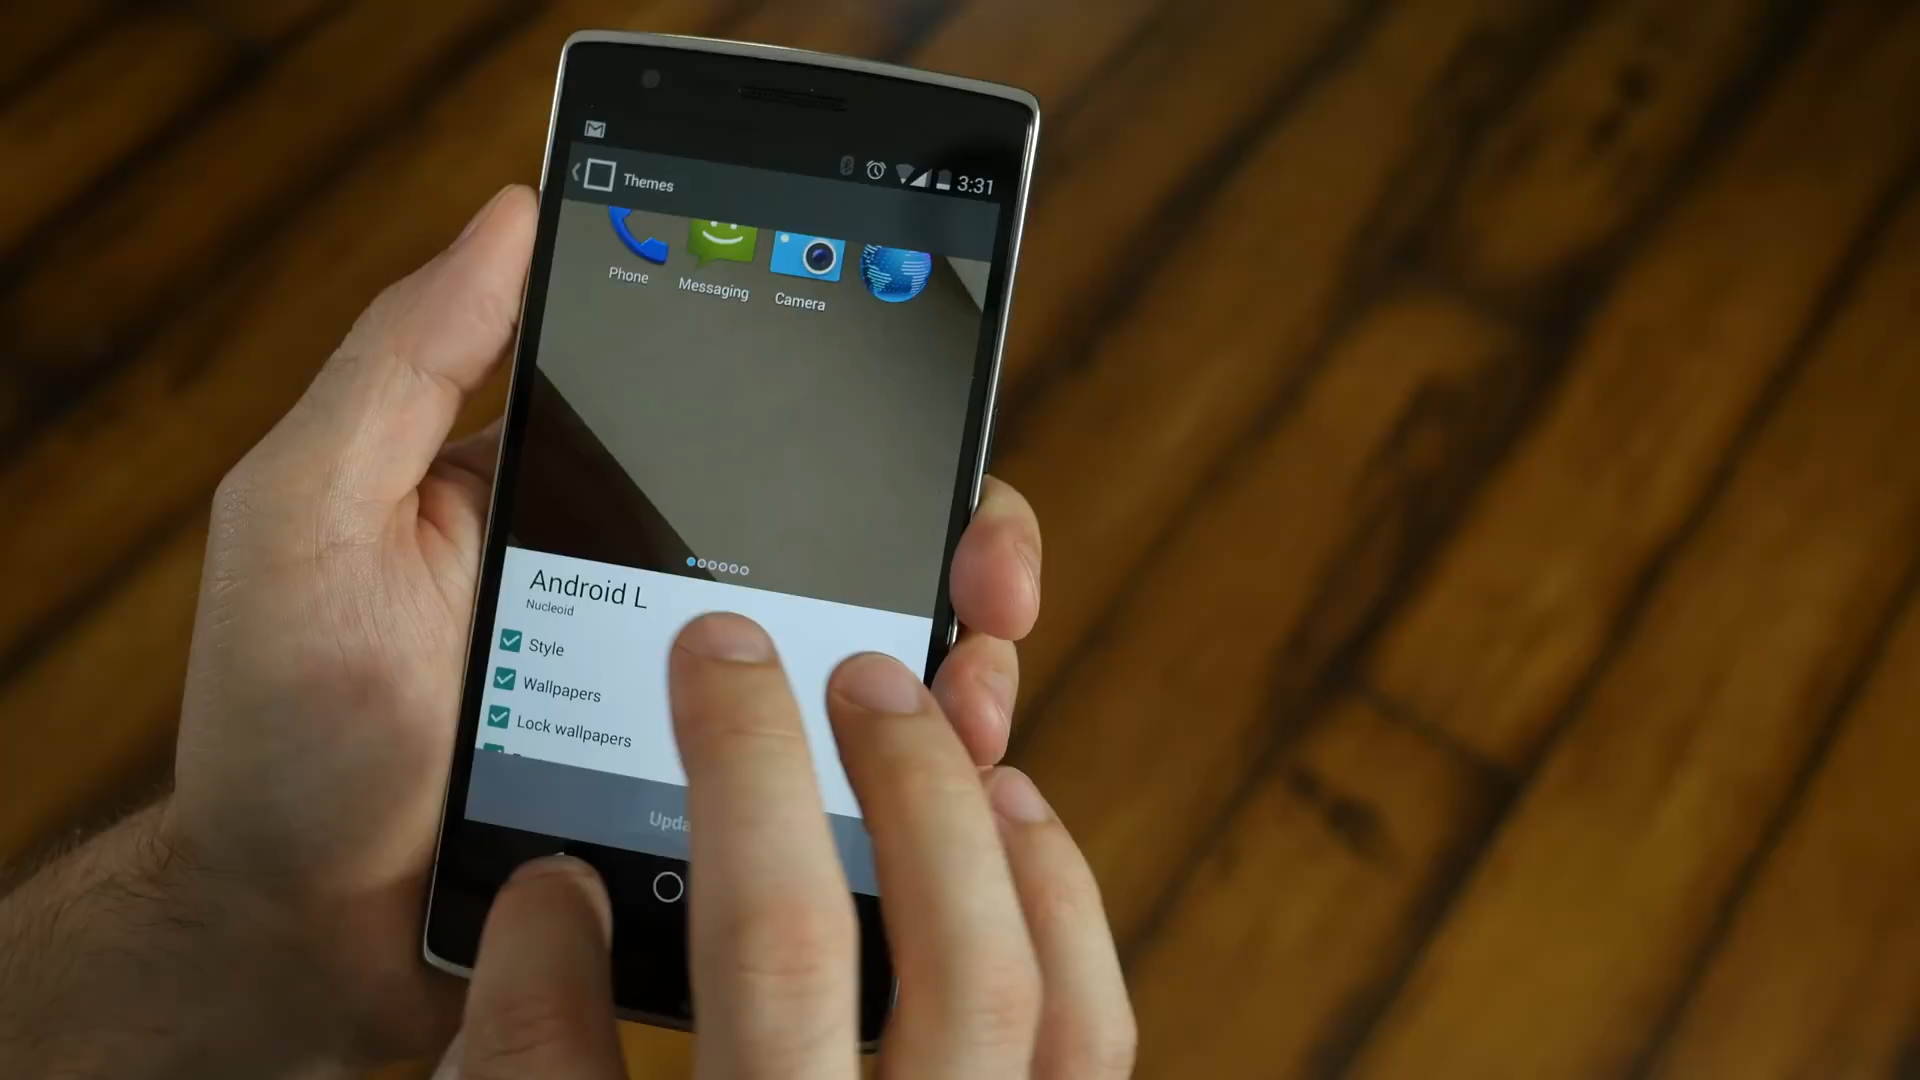 3:31
Themes
Phone
Messaging
Camera
Android L
Nucleoid
Style
Wallpapers
Lock wallpapers